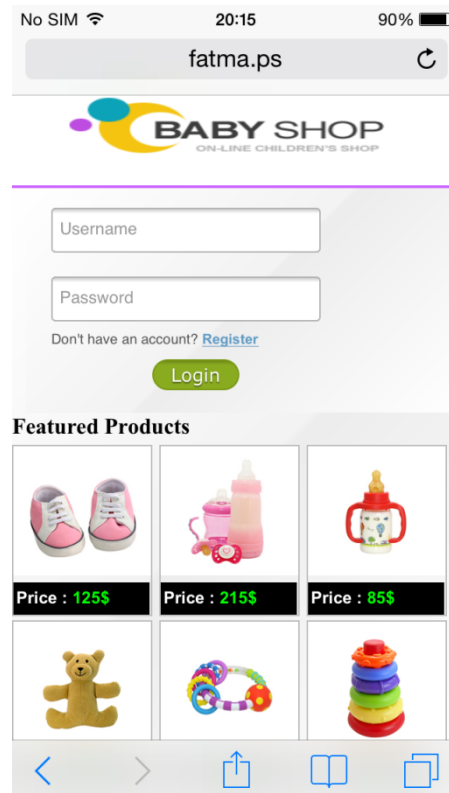 No SIM 20:15 90%
fatma.ps
BABY SHOP
ON-LINE CHILDREN'S SHOP
Username
Password
Don't have an account? Register
Login
Featured Products
Price : 125$ Price : 215$ Price : 85$